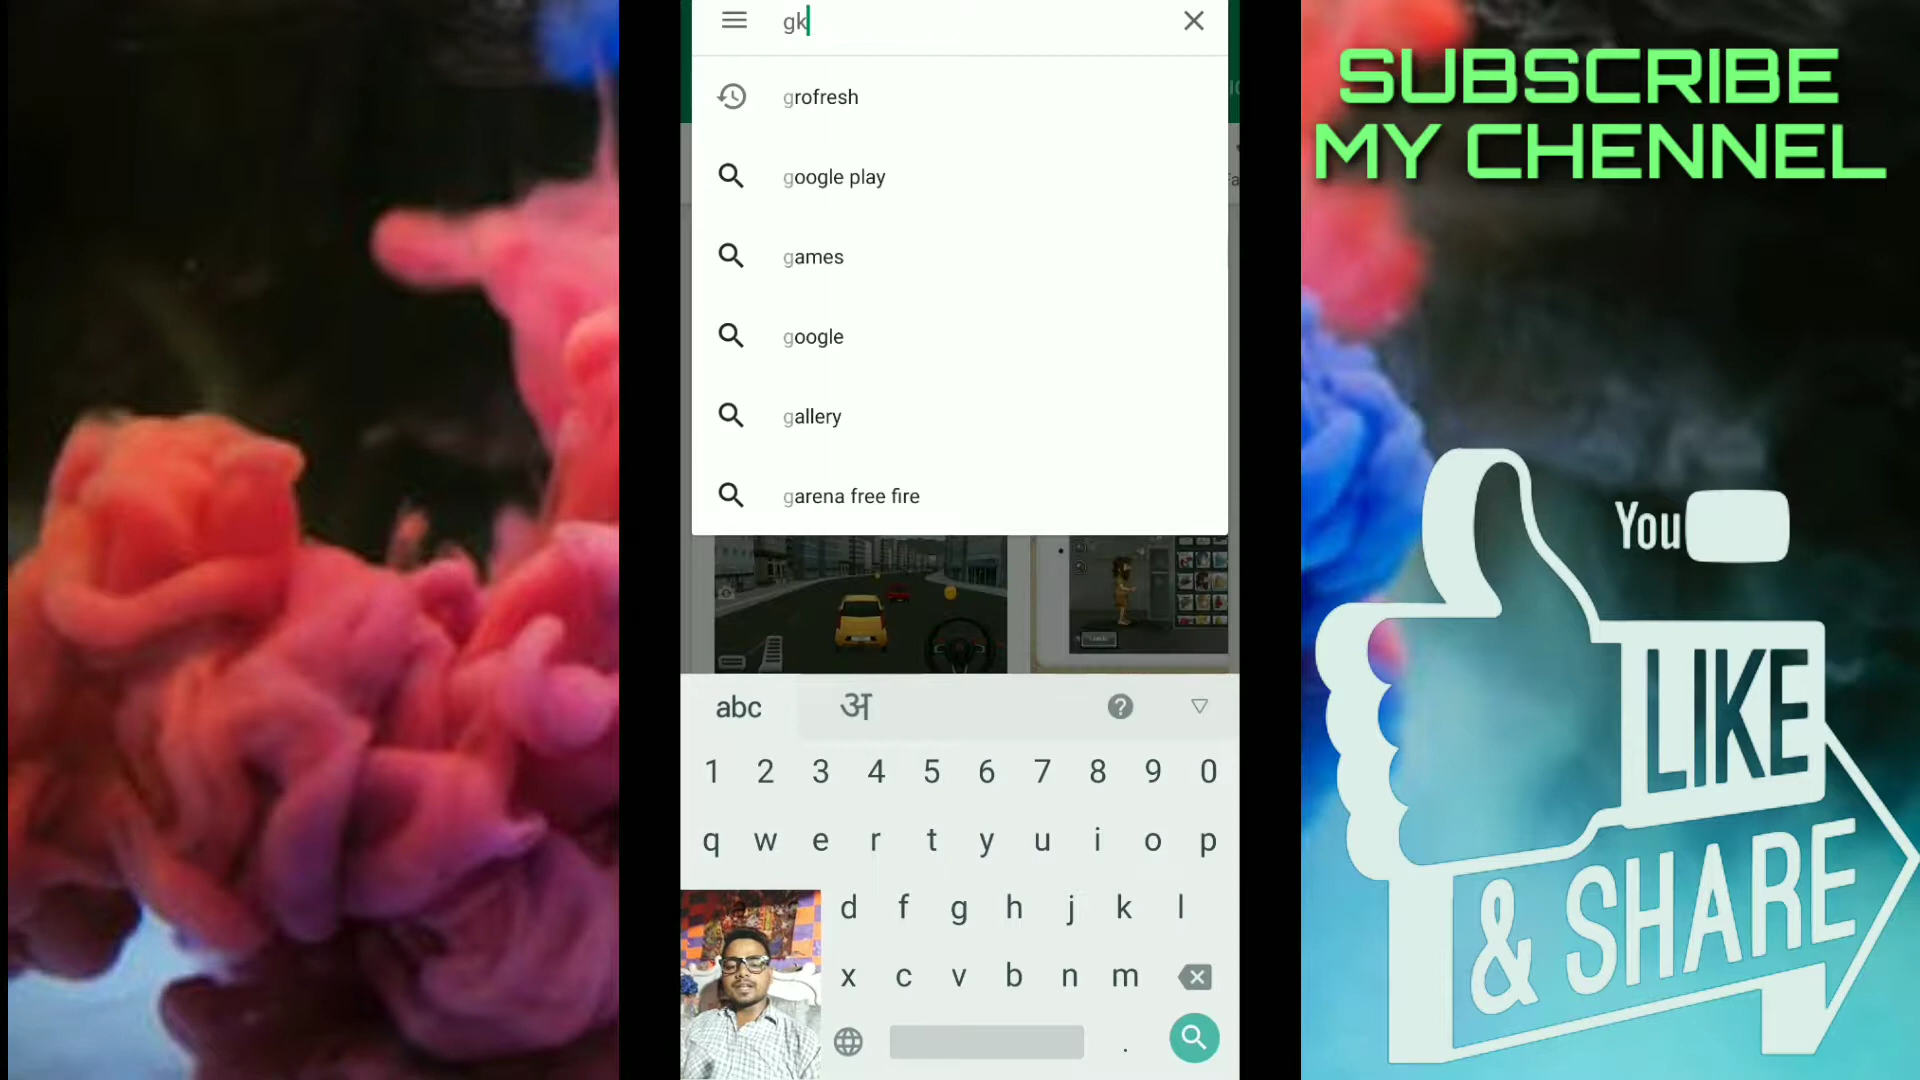 gk
grofresh
google play
games
google
gallery
garena free fire
abc अ ?
1 2 3 4 5 6 7 8 9 0
q w e r t y u i o p
d f g h j k l
x c v b n m
.
SUBSCRIBE
MY CHENNEL
You
LIKE
& SHARE